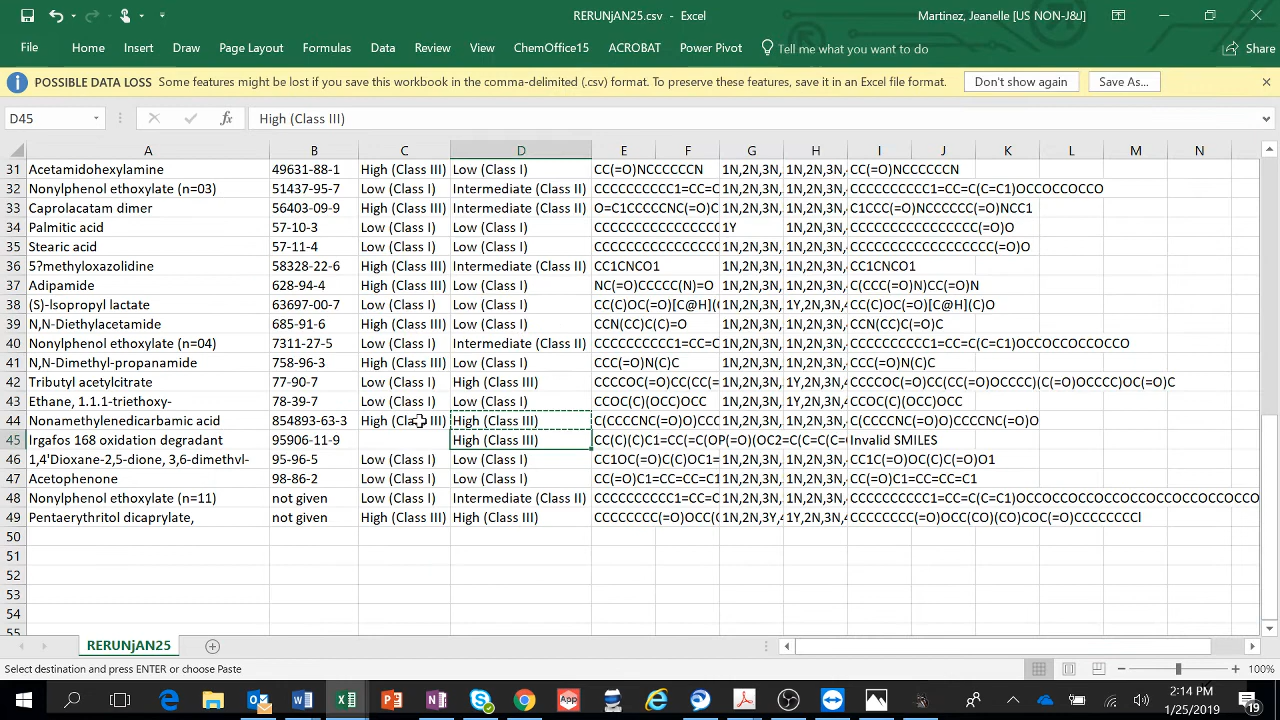 RERUNjAN25.csv - Excel
Martinez, Jeanelle [US NON-J&J]
File Home Insert Draw Page Layout Formulas Data Review View ChemOffice15 ACROBAT Power Pivot Tell me what you want to do Share
POSSIBLE DATA LOSS Some features might be lost if you save this workbook in the comma-delimited (.csv) format. To preserve these features, save it in an Excel file format. Don't show again Save As...
D45 fx High (Class III)
A B C D E F G H I J K L M N
31 Acetamidohexylamine 49631-88-1 High (Class III) Low (Class I) CC(=O)NCCCCCCN 1N,2N,3N, 1N,2N,3N, CC(=O)NCCCCCCN
32 Nonylphenol ethoxylate (n=03) 51437-95-7 Low (Class I) Intermediate (Class II) CCCCCCCCCC1=CC=C 1N,2N,3N, 1N,2N,3N, CCCCCCCCCC1=CC=C(C=C1)OCCOCCOCCO
33 Caprolacatam dimer 56403-09-9 High (Class III) Intermediate (Class II) O=C1CCCCCNC(=O)C 1N,2N,3N, 1N,2N,3N, C1CCC(=O)NCCCCCC(=O)NCC1
34 Palmitic acid 57-10-3 Low (Class I) Low (Class I) 1Y 1N,2N,3N,
35 Stearic acid 57-11-4 Low (Class I) Low (Class I) 1N,2N,3N, 1N,2N,3N,
36 5?methyloxazolidine 58328-22-6 High (Class III) Intermediate (Class II) CC1CNCO1 1N,2N,3N, 1N,2N,3N, CC1CNCO1
37 Adipamide 628-94-4 High (Class III) Low (Class I) NC(=O)CCCCC(N)=O 1N,2N,3N, 1N,2N,3N, C(CCC(=O)N)CC(=O)N
38 (S)-Isopropyl lactate 63697-00-7 Low (Class I) Low (Class I) CC(C)OC(=O)[C@H]( 1N,2N,3N, 1Y,2N,3N, CC(C)OC(=O)[C@H](C)O
39 N,N-Diethylacetamide 685-91-6 High (Class III) Low (Class I) CCN(CC)C(C)=O 1N,2N,3N, 1N,2N,3N, CCN(CC)C(=O)C
40 Nonylphenol ethoxylate (n=04) 7311-27-5 Low (Class I) Intermediate (Class II) CCCCCCCCCC1=CC=C 1N,2N,3N, 1N,2N,3N, CCCCCCCCCC1=CC=C(C=C1)OCCOCCOCCOCCO
41 N,N-Dimethyl-propanamide 758-96-3 High (Class III) Low (Class I) CCC(=O)N(C)C 1N,2N,3N, 1N,2N,3N, CCC(=O)N(C)C
42 Tributyl acetylcitrate 77-90-7 Low (Class I) High (Class III) CCCCOC(=O)CC(CC(= 1N,2N,3N, 1Y,2N,3N, CCCCOC(=O)CC(CC(=O)OCCCC)(C(=O)OCCCC)OC(=O)C
43 Ethane, 1.1.1-triethoxy- 78-39-7 Low (Class I) Low (Class I) CCOC(C)(OCC)OCC 1N,2N,3N, 1Y,2N,3N, CCOC(C)(OCC)OCC
44 Nonamethylenedicarbamic acid 854893-63-3 High (Class III) High (Class III) C(CCCCNC(=O)O)CCC 1N,2N,3N, 1N,2N,3N, C(CCCCNC(=O)O)CCCCNC(=O)O
45 Irgafos 168 oxidation degradant 95906-11-9 High (Class III) CC(C)(C)C1=CC(=C(OP(=O)(OC2=C(C=C(C= Invalid SMILES
46 1,4'Dioxane-2,5-dione, 3,6-dimethyl- 95-96-5 Low (Class I) Low (Class I) CC1OC(=O)C(C)OC1= 1N,2N,3N, 1N,2N,3N, CC1C(=O)OC(C)C(=O)O1
47 Acetophenone 98-86-2 Low (Class I) Low (Class I) CC(=O)C1=CC=CC=C1 1N,2N,3N, 1N,2N,3N, CC(=O)C1=CC=CC=C1
48 Nonylphenol ethoxylate (n=11) not given Low (Class I) Intermediate (Class II) CCCCCCCCCC1=CC=C 1N,2N,3N, 1N,2N,3N,
49 Pentaerythritol dicaprylate, not given High (Class III) High (Class III) CCCCCCCC(=O)OCC( 1N,2N,3Y, 1Y,2N,3N, CCCCCCCC(=O)OCC(CO)(CO)COC(=O)CCCCCCCl
50
51
52
53
54
55
RERUNjAN25
Select destination and press ENTER or choose Paste 100%
2:14 PM
1/25/2019
19